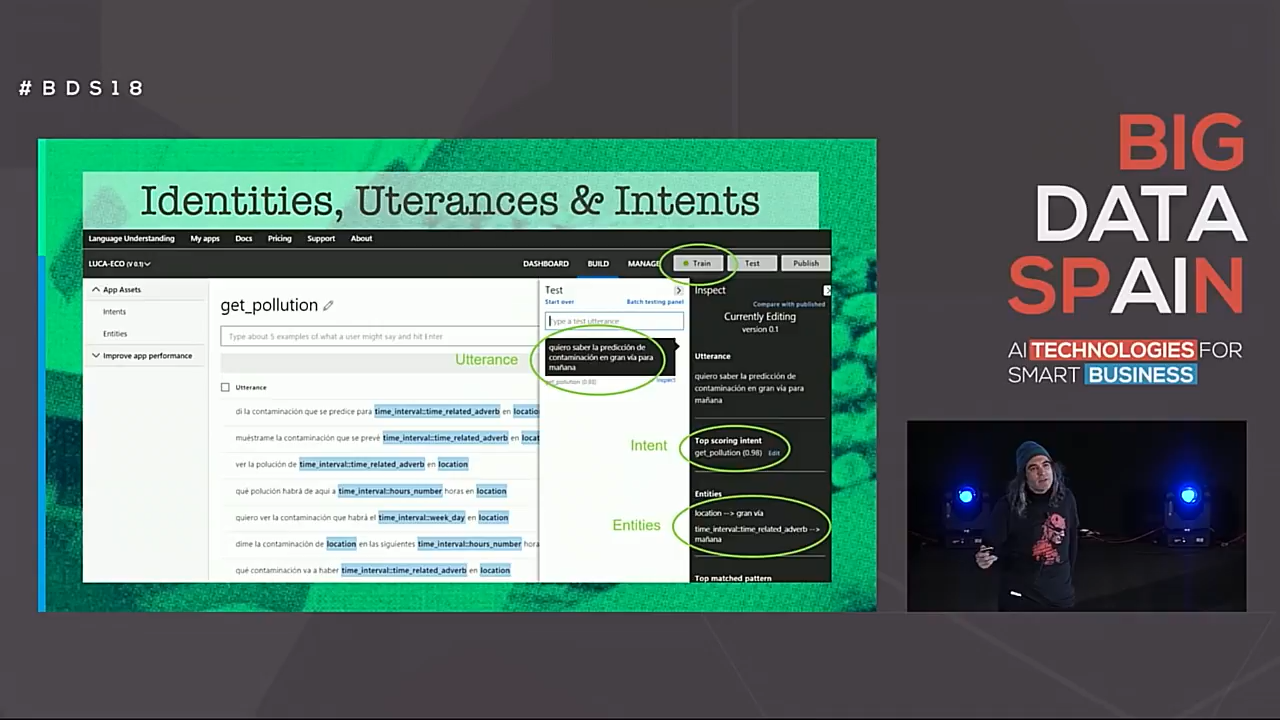 #BDS18
BIG
DATA
SPAIN
AI TECHNOLOGIES FOR
SMART BUSINESS
Identities, Uterances & Intents
Language Understanding My apps Docs Pricing Support About
LUCA-ECO (V 0.1) DASHBOARD BUILD MANAGE Train Test Publish
App Assets
Intents
Entities
Improve app performance
get_pollution
Type about 5 examples of what a user might say and hit Enter
Utterance
Utterance
di la contaminación que se predice para time_interval::time_related_adverb en locatio
muéstrame la contaminación que se prevé time_interval::time_related_adverb en locat
ver la polución de time_interval::time_related_adverb en location
qué polución habrá de aqui a time_interval::hours_number horas en location
quiero ver la contaminación que habrá el time_interval::week_day en location
dime la contaminación de location en las siguientes time_interval::hours_number hora
qué contaminación va a haber time_interval::time_related_adverb en location
Test
Start over Batch testing panel
Type a test utterance
quiero saber la predicción de
contaminación en gran vía para
mañana
get_pollution (0.98) Inspect
Intent
Entities
Inspect
Compare with published
Currently Editing
version 0.1
Utterance
quiero saber la predicción de
contaminación en gran vía para
mañana
Top scoring intent
get_pollution (0.98) Edit
Entities
location --> gran vía
time_interval::time_related_adverb -->
mañana
Top matched pattern